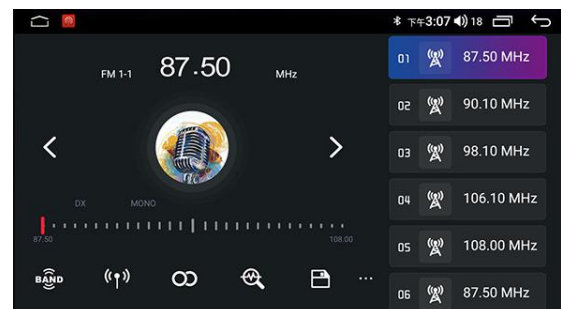 下午3:07 18
FM 1-1 87.50 MHz
DX MONO
87.50 108.00
BAND
...
01 87.50 MHz
02 90.10 MHz
03 98.10 MHz
04 106.10 MHz
05 108.00 MHz
06 87.50 MHz